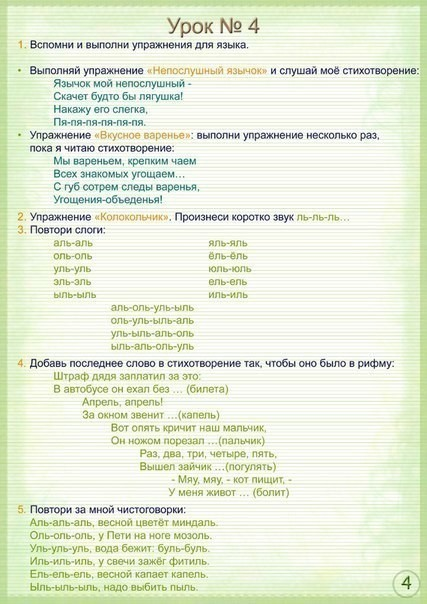 Урок № 4
1. Вспомни и выполни упражнения для языка.
• Выполняй упражнение «Непослушный язычок» и слушай моё стихотворение:
Язычок мой непослушный -
Скачет будто бы лягушка!
Накажу его слегка,
Пя-пя-пя-пя-пя-пя.
• Упражнение «Вкусное варенье»: выполни упражнение несколько раз,
пока я читаю стихотворение:
Мы вареньем, крепким чаем
Всех знакомых угощаем…
С губ сотрем следы варенья,
Угощения-объеденья!
2. Упражнение «Колокольчик». Произнеси коротко звук ль-ль-ль…
3. Повтори слоги:
аль-аль яль-яль
оль-оль ёль-ёль
уль-уль юль-юль
эль-эль ель-ель
ыль-ыль иль-иль
аль-оль-уль-ыль
оль-уль-ыль-аль
уль-ыль-аль-оль
ыль-аль-оль-уль
4. Добавь последнее слово в стихотворение так, чтобы оно было в рифму:
Штраф дядя заплатил за это:
В автобусе он ехал без … (билета)
Апрель, апрель!
За окном звенит …(капель)
Вот опять кричит наш мальчик,
Он ножом порезал …(пальчик)
Раз, два, три, четыре, пять,
Вышел зайчик …(погулять)
- Мяу, мяу, - кот пищит, -
У меня живот … (болит)
5. Повтори за мной чистоговорки:
Аль-аль-аль, весной цветёт миндаль.
Оль-оль-оль, у Пети на ноге мозоль.
Уль-уль-уль, вода бежит: буль-буль.
Иль-иль-иль, у свечи зажёг фитиль.
Ель-ель-ель, весной капает капель.
Ыль-ыль-ыль, надо выбить пыль.
4